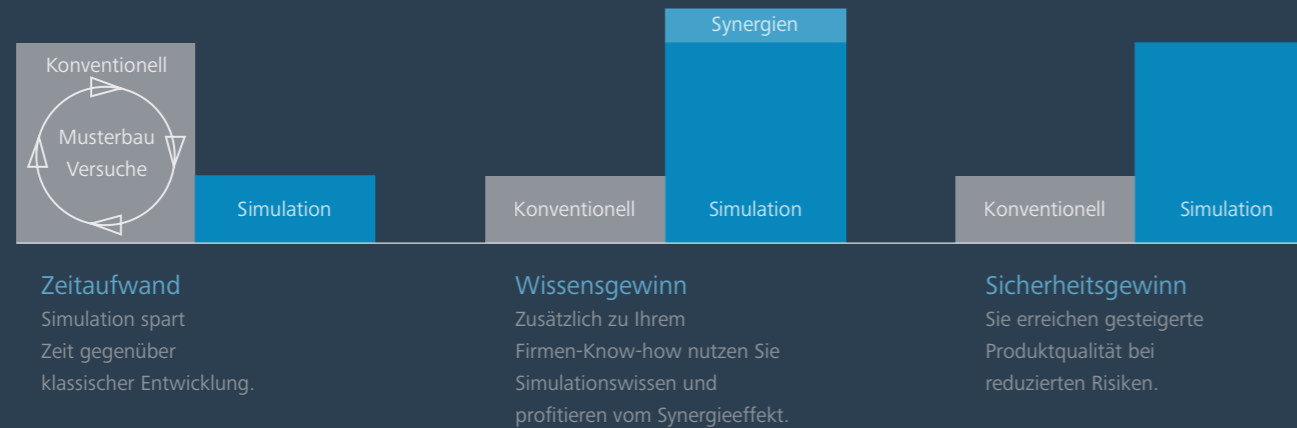 Synergien
Konventionell
Musterbau
Versuche
Simulation
Konventionell
Simulation
Konventionell
Simulation
Zeitaufwand
Simulation spart
Zeit gegenüber
klassischer Entwicklung.
Wissensgewinn
Zusätzlich zu Ihrem
Firmen-Know-how nutzen Sie
Simulationswissen und
profitieren vom Synergieeffekt.
Sicherheitsgewinn
Sie erreichen gesteigerte
Produktqualität bei
reduzierten Risiken.